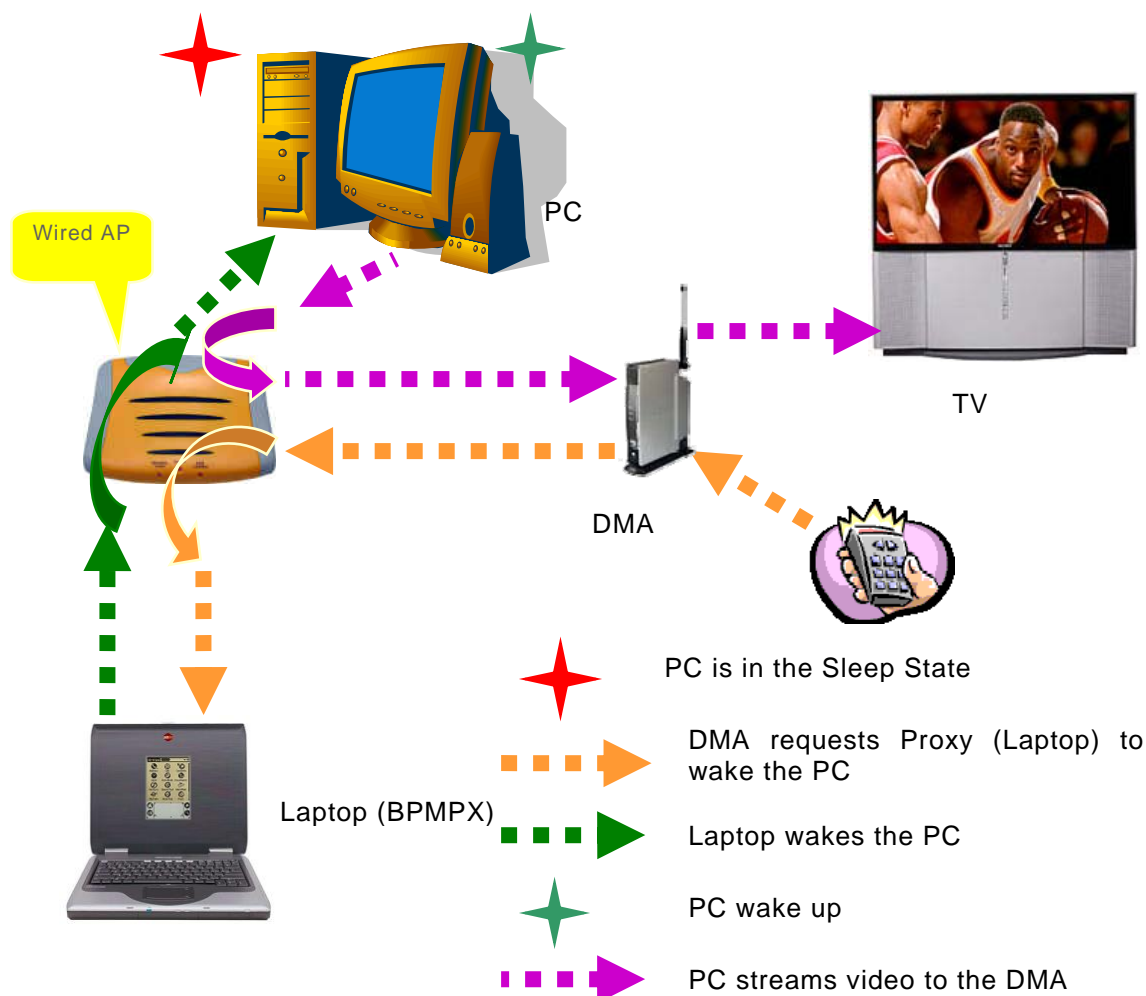 PC
Wired AP
TV
DMA
PC is in the Sleep State
DMA requests Proxy (Laptop) to
wake the PC
Laptop (BPMPX)
Laptop wakes the PC
PC wake up
PC streams video to the DMA